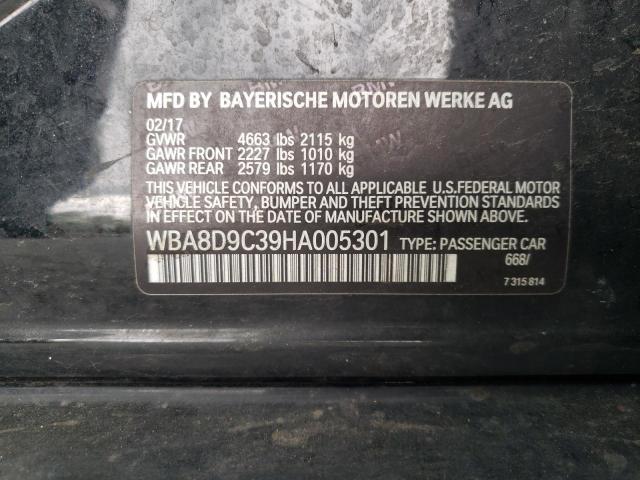 MFD BY BAYERISCHE MOTOREN WERKE AG
02/17
GVWR 4663 lbs 2115 kg
GAWR FRONT 2227 lbs 1010 kg
GAWR REAR 2579 lbs 1170 kg
THIS VEHICLE CONFORMS TO ALL APPLICABLE U.S.FEDERAL MOTOR
VEHICLE SAFETY, BUMPER AND THEFT PREVENTION STANDARDS
IN EFFECT ON THE DATE OF MANUFACTURE SHOWN ABOVE.
WBA8D9C39HA005301 TYPE: PASSENGER CAR
668/
7 315 814